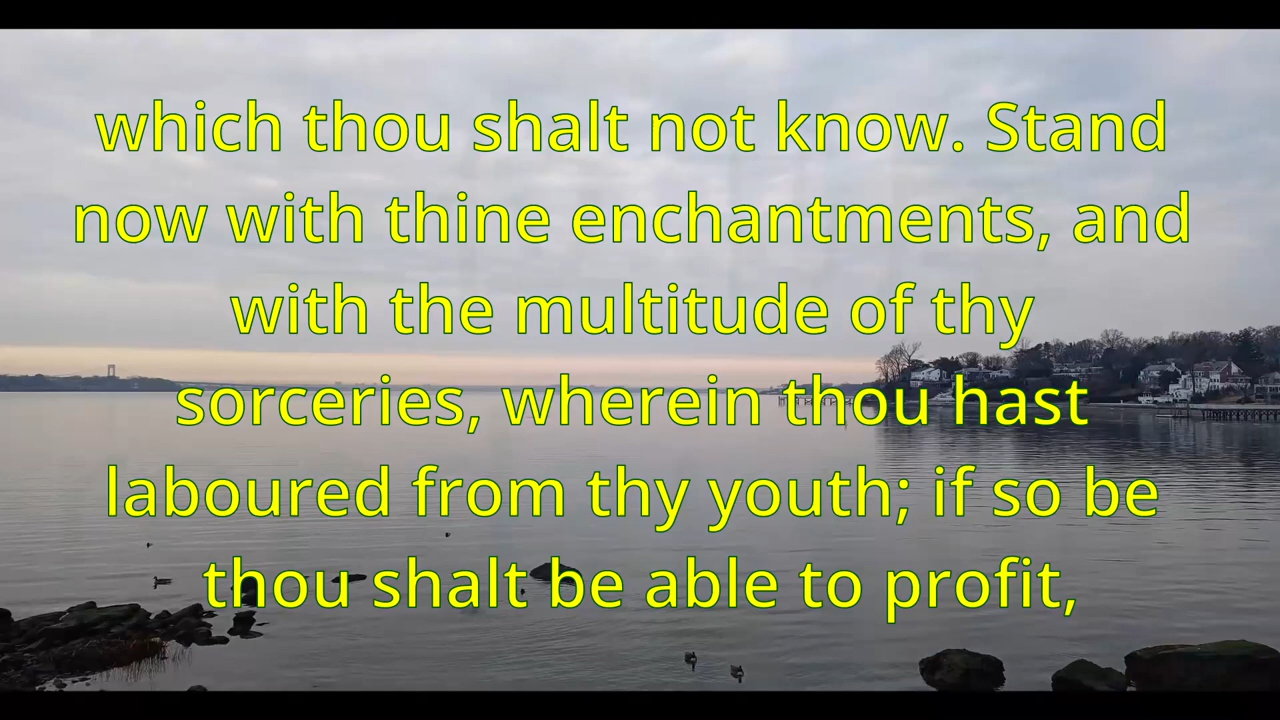 which thou shalt not know. Stand
now with thine enchantments, and
with the multitude of thy
sorceries, wherein thou hast
laboured from thy youth; if so be
thou shalt be able to profit,